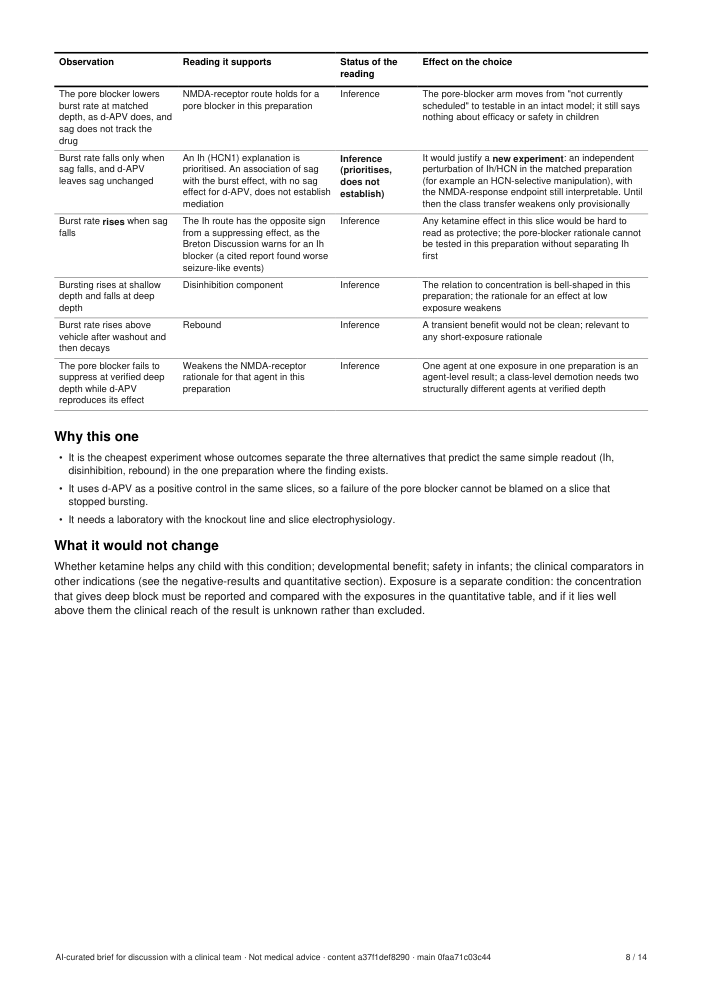 Observation
Reading it supports
Status of the
reading
Effect on the choice
The pore blocker lowers
burst rate at matched
depth, as d-APV does, and
sag does not track the
drug
NMDA-receptor route holds for a
pore blocker in this preparation
Inference
The pore-blocker arm moves from "not currently
scheduled" to testable in an intact model; it still says
nothing about efficacy or safety in children
Burst rate falls only when
sag falls, and d-APV
leaves sag unchanged
An Ih (HCN1) explanation is
prioritised. An association of sag
with the burst effect, with no sag
effect for d-APV, does not establish
mediation
Inference
(prioritises,
does not
establish)
It would justify a new experiment: an independent
perturbation of Ih/HCN in the matched preparation
(for example an HCN-selective manipulation), with
the NMDA-response endpoint still interpretable. Until
then the class transfer weakens only provisionally
Burst rate rises when sag
falls
The Ih route has the opposite sign
from a suppressing effect, as the
Breton Discussion warns for an Ih
blocker (a cited report found worse
seizure-like events)
Inference
Any ketamine effect in this slice would be hard to
read as protective; the pore-blocker rationale cannot
be tested in this preparation without separating Ih
first
Bursting rises at shallow
depth and falls at deep
depth
Disinhibition component
Inference
The relation to concentration is bell-shaped in this
preparation; the rationale for an effect at low
exposure weakens
Burst rate rises above
vehicle after washout and
then decays
Rebound
Inference
A transient benefit would not be clean; relevant to
any short-exposure rationale
The pore blocker fails to
suppress at verified deep
depth while d-APV
reproduces its effect
Weakens the NMDA-receptor
rationale for that agent in this
preparation
Inference
One agent at one exposure in one preparation is an
agent-level result; a class-level demotion needs two
structurally different agents at verified depth
Why this one
• It is the cheapest experiment whose outcomes separate the three alternatives that predict the same simple readout (Ih,
disinhibition, rebound) in the one preparation where the finding exists.
• It uses d-APV as a positive control in the same slices, so a failure of the pore blocker cannot be blamed on a slice that
stopped bursting.
• It needs a laboratory with the knockout line and slice electrophysiology.
What it would not change
Whether ketamine helps any child with this condition; developmental benefit; safety in infants; the clinical comparators in
other indications (see the negative-results and quantitative section). Exposure is a separate condition: the concentration
that gives deep block must be reported and compared with the exposures in the quantitative table, and if it lies well
above them the clinical reach of the result is unknown rather than excluded.
AI-curated brief for discussion with a clinical team · Not medical advice · content a37f1def8290 · main 0faa71c03c44
8 / 14